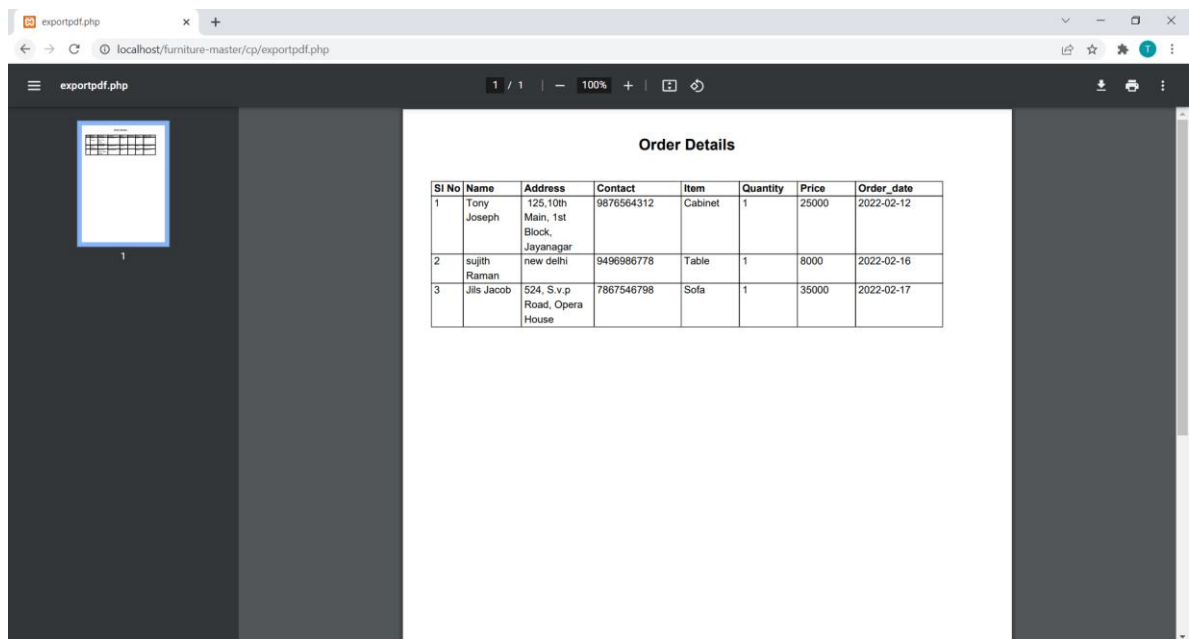 exportpdf.php
localhost/furniture-master/cp/exportpdf.php
T
exportpdf.php
1 / 1
100%
1
Order Details
SI No Name Address Contact Item Quantity Price Order_date
1 Tony 125,10th 9876564312 Cabinet 1 25000 2022-02-12
Joseph Main, 1st
Block,
Jayanagar
2 sujith new delhi 9496986778 Table 1 8000 2022-02-16
Raman
3 Jils Jacob 524, S.v.p 7867546798 Sofa 1 35000 2022-02-17
Road, Opera
House